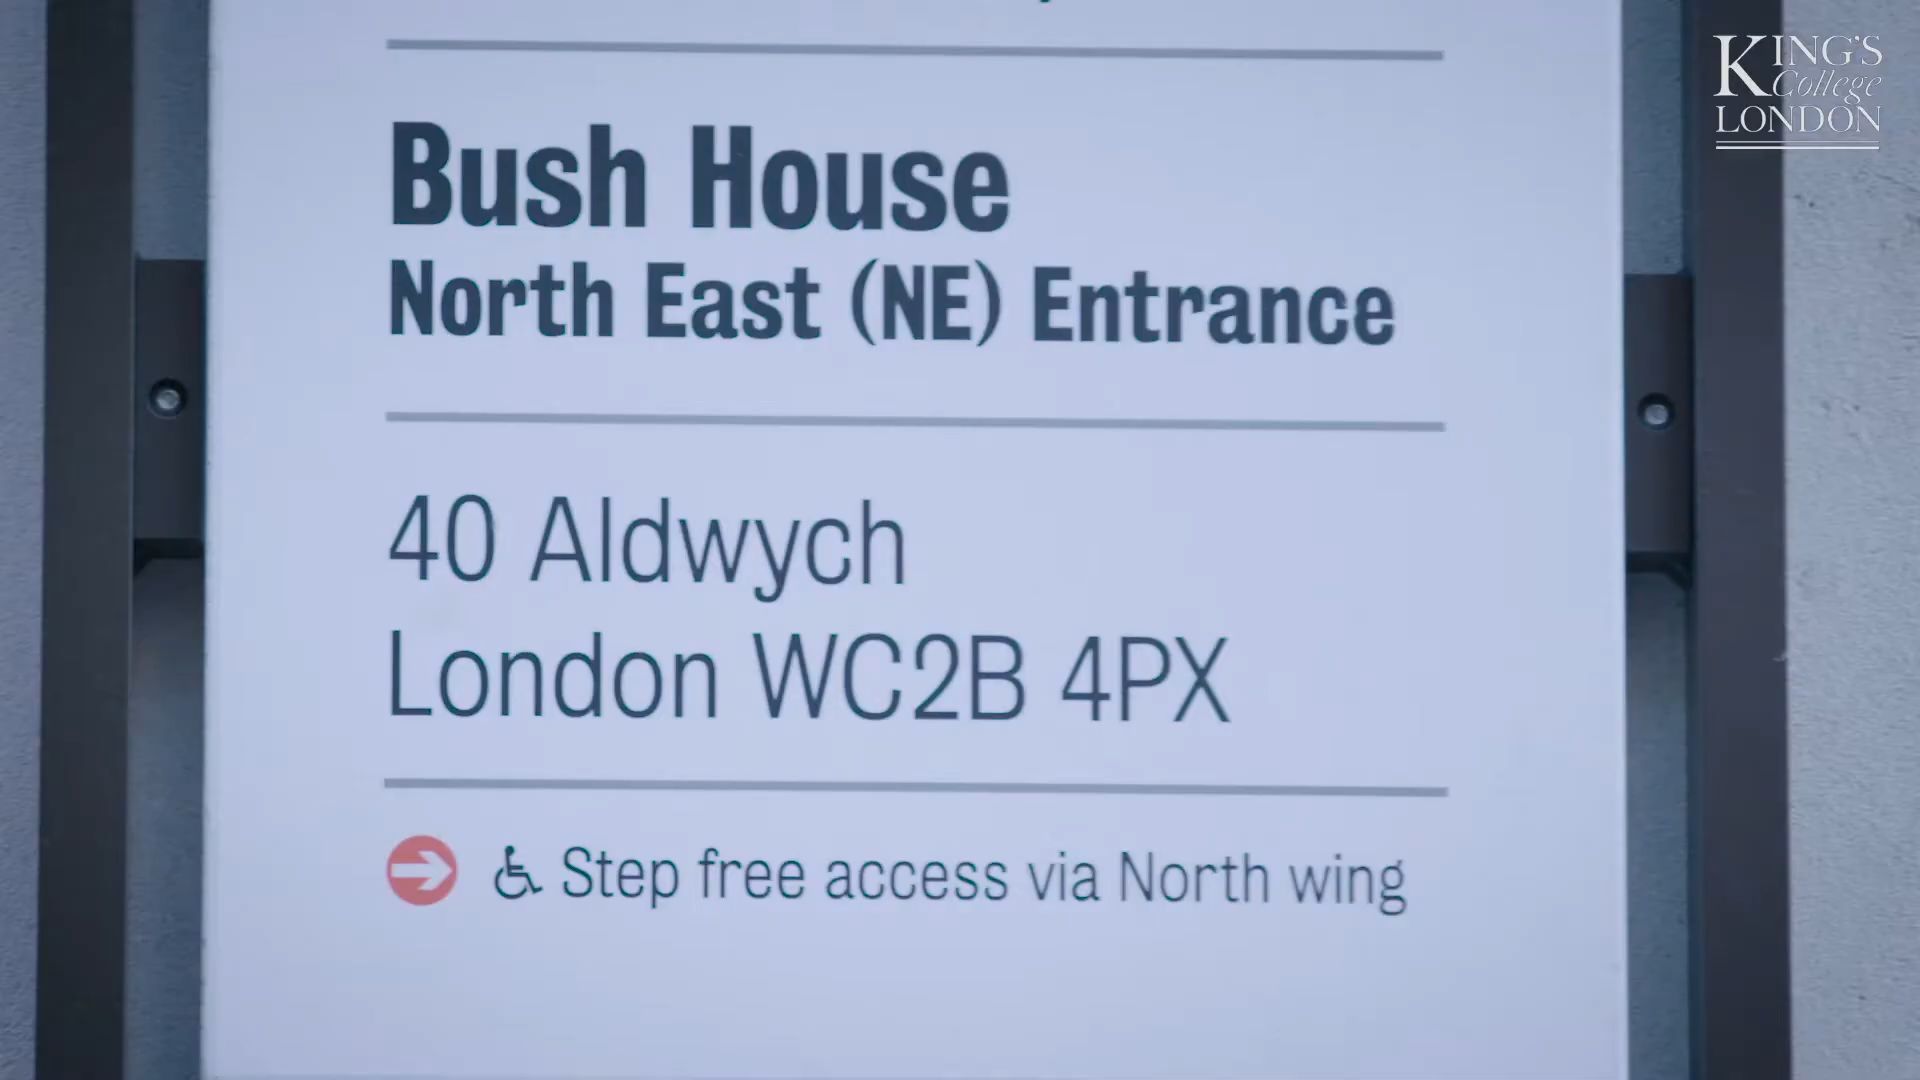 KING'S
College
LONDON
Bush House
North East (NE) Entrance
40 Aldwych
London WC2B 4PX
Step free access via North wing